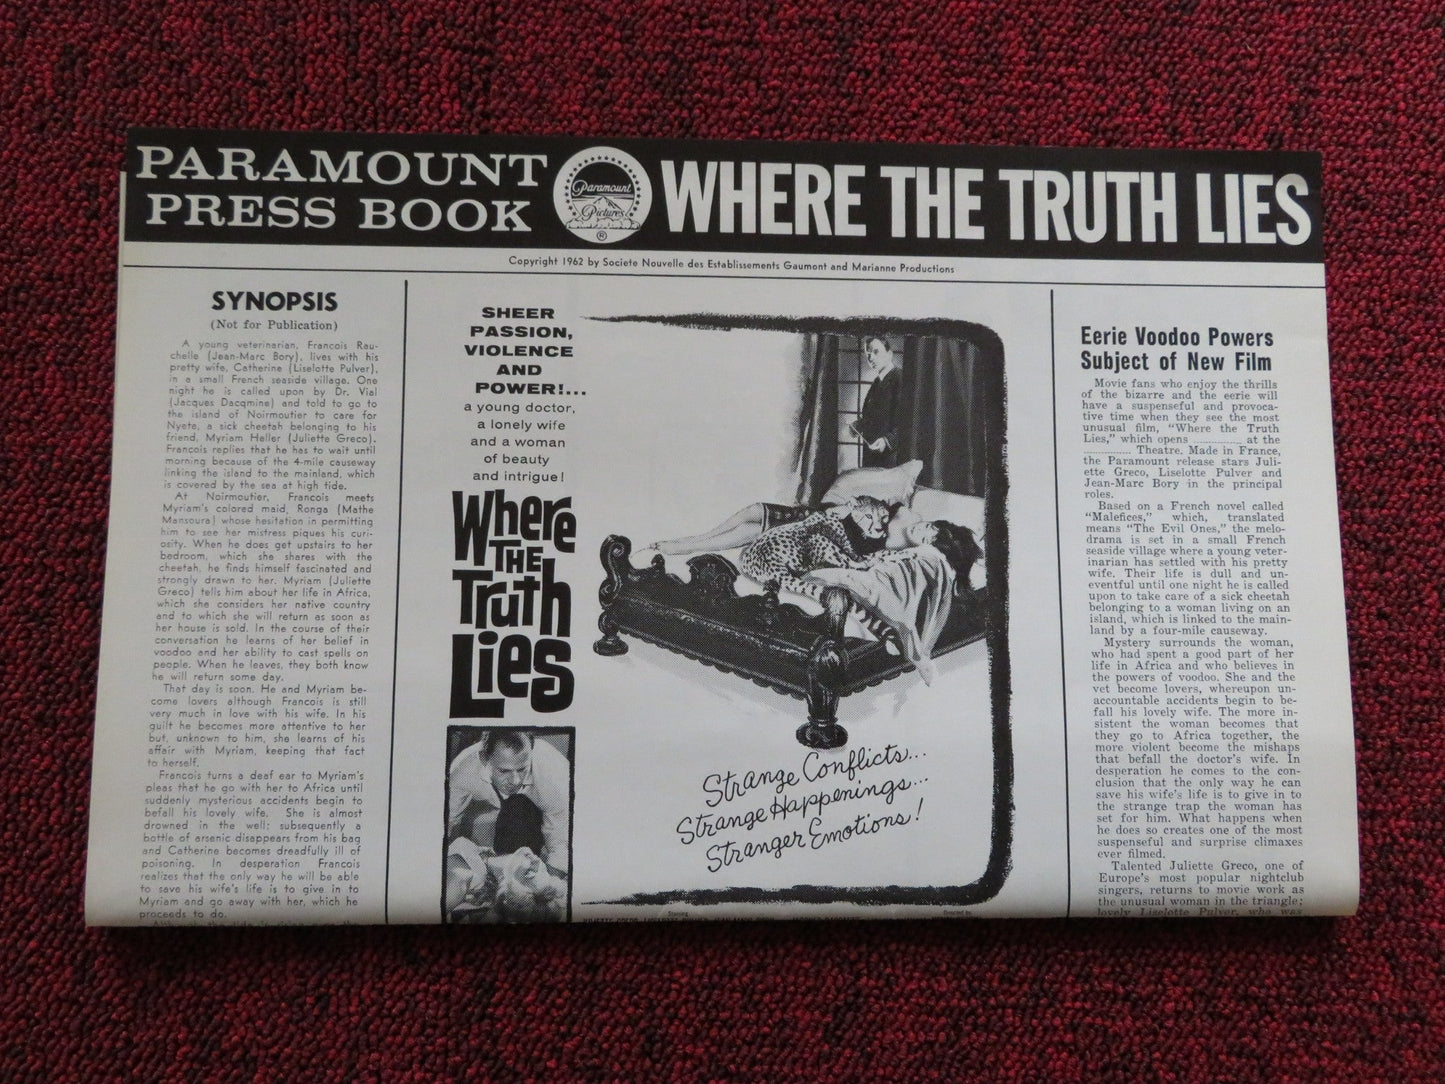 PARAMOUNT
PRESS BOOK
Paramount
Pictures
®
WHERE THE TRUTH LIES
Copyright 1962 by Societe Nouvelle des Establissements Gaumont and Marianne Productions
SYNOPSIS
(Not for Publication)
A young veterinarian, Francois Rau-
chelle (Jean-Marc Bory), lives with his
pretty wife, Catherine (Liselotte Pulver),
in a small French seaside village. One
night he is called upon by Dr. Vial
(Jacques Dacqmine) and told to go to
the island of Noirmoutier to care for
Nyete, a sick cheetah belonging to his
friend, Myriam Heller (Juliette Greco).
Francois replies that he has to wait until
morning because of the 4-mile causeway
linking the island to the mainland, which
is covered by the sea at high tide.
At Noirmoutier, Francois meets
Myriam's colored maid, Ronga (Mathe
Mansoura) whose hesitation in permitting
him to see her mistress piques his curi-
osity. When he does get upstairs to her
bedroom, which she shares with the
cheetah, he finds himself fascinated and
strongly drawn to her. Myriam (Juliette
Greco) tells him about her life in Africa,
which she considers her native country
and to which she will return as soon as
her house is sold. In the course of their
conversation he learns of her belief in
voodoo and her ability to cast spells on
people. When he leaves, they both know
he will return some day.
That day is soon. He and Myriam be-
come lovers although Francois is still
very much in love with his wife. In his
guilt he becomes more attentive to her
but, unknown to him, she learns of his
affair with Myriam, keeping that fact
to herself.
Francois turns a deaf ear to Myriam's
pleas that he go with her to Africa until
suddenly mysterious accidents begin to
befall his lovely wife. She is almost
drowned in the well; subsequently a
bottle of arsenic disappears from his bag
and Catherine becomes dreadfully ill of
poisoning. In desperation Francois
realizes that the only way he will be able
to save his wife's life is to give in to
Myriam and go away with her, which he
proceeds to do.
SHEER
PASSION,
VIOLENCE
AND
POWER!...
a young doctor,
a lonely wife
and a woman
of beauty
and intrigue!
Where
THE
Truth
Lies
Strange Conflicts...
Strange Happenings...
Stranger Emotions!
Starring
Directed by
Eerie Voodoo Powers
Subject of New Film
Movie fans who enjoy the thrills
of the bizarre and the eerie will
have a suspenseful and provoca-
tive time when they see the most
unusual film, "Where the Truth
Lies," which opens ............... at the
............... Theatre. Made in France,
the Paramount release stars Juli-
ette Greco, Liselotte Pulver and
Jean-Marc Bory in the principal
roles.
Based on a French novel called
"Malefices," which, translated
means "The Evil Ones," the melo-
drama is set in a small French
seaside village where a young veter-
inarian has settled with his pretty
wife. Their life is dull and un-
eventful until one night he is called
upon to take care of a sick cheetah
belonging to a woman living on an
island, which is linked to the main-
land by a four-mile causeway.
Mystery surrounds the woman,
who had spent a good part of her
life in Africa and who believes in
the powers of voodoo. She and the
vet become lovers, whereupon un-
accountable accidents begin to be-
fall his lovely wife. The more in-
sistent the woman becomes that
they go to Africa together, the
more violent become the mishaps
that befall the doctor's wife. In
desperation he comes to the con-
clusion that the only way he can
save his wife's life is to give in to
the strange trap the woman has
set for him. What happens when
he does so creates one of the most
suspenseful and surprise climaxes
ever filmed.
Talented Juliette Greco, one of
Europe's most popular nightclub
singers, returns to movie work as
the unusual woman in the triangle;
lovely Liselotte Pulver, who was